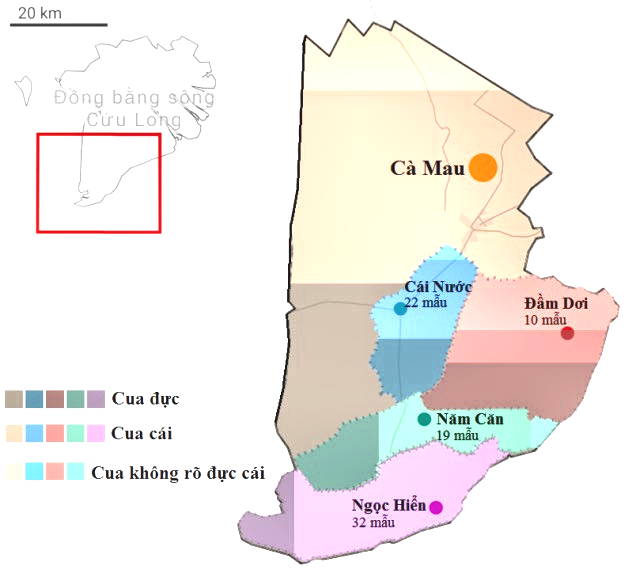 20 km
Đồng bằng sông
Cửu Long
Cà Mau
Cái Nước
22 mẫu
Đầm Dơi
10 mẫu
Cua đực
Cua cái
Cua không rõ đực cái
Năm Căn
19 mẫu
Ngọc Hiển
32 mẫu